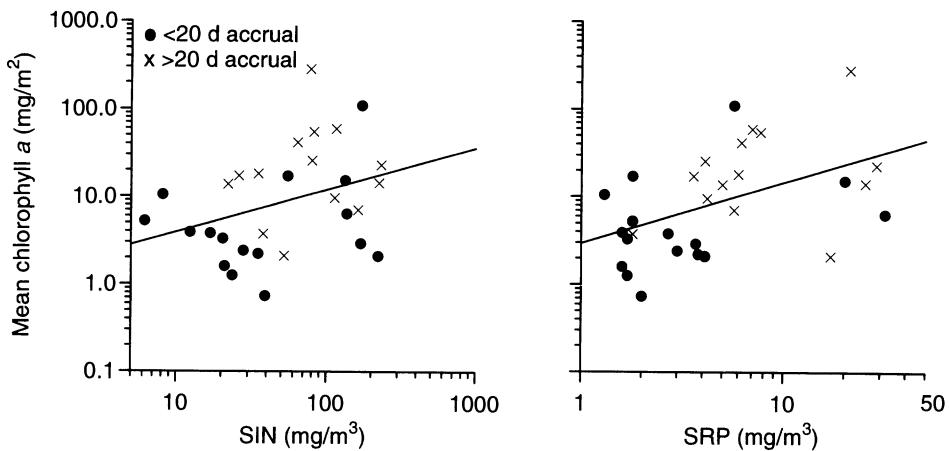 Mean chlorophyll a (mg/m²)
1000.0
100.0
10.0
1.0
0.1
● <20 d accrual
x >20 d accrual
10 100 1000
SIN (mg/m³)
1 10 50
SRP (mg/m³)